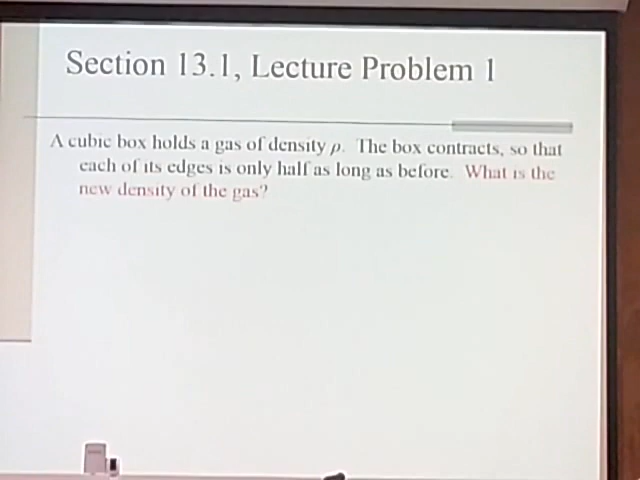 Section 13.1, Lecture Problem 1
A cubic box holds a gas of density ρ. The box contracts, so that
each of its edges is only half as long as before. What is the
new density of the gas?